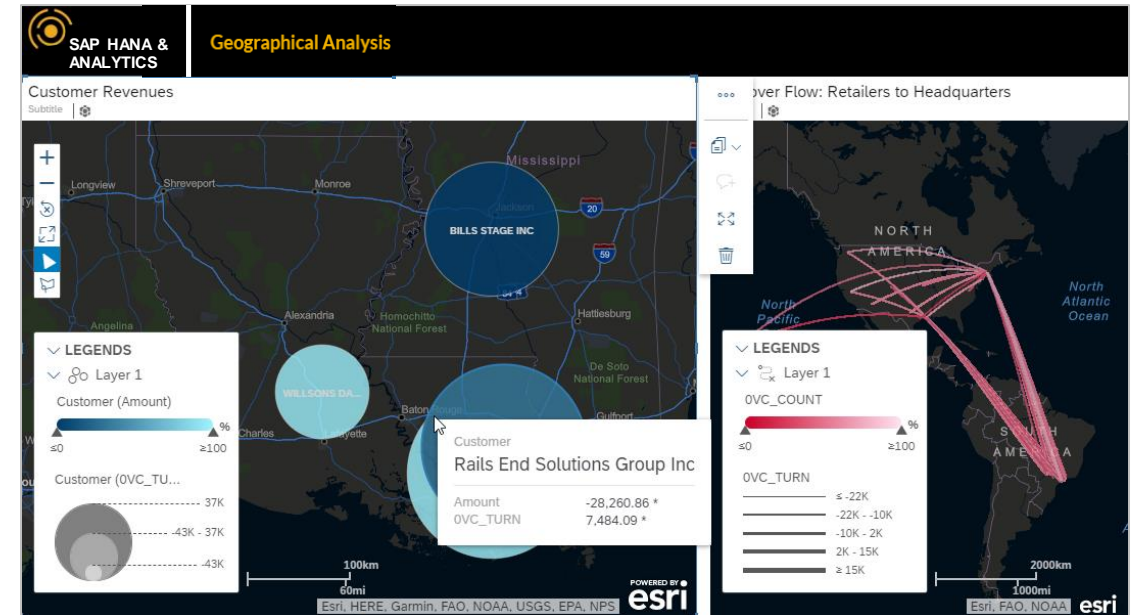 SAP HANA &
ANALYTICS
Geographical Analysis
Customer Revenues
Subtitle
over Flow: Retailers to Headquarters
Mississippi
Longview
Shreveport
Monroe
Jackson
20
BILLS STAGE INC
59
Alexandria
Homochitto
National Forest
Hattiesburg
Angelina
De Soto
National Forest
WILLSONS DA...
Baton Rouge
Gulfport
Charles
Lafayette
LEGENDS
Layer 1
Customer (Amount)
%
≤0
≥100
Customer (0VC_TU...
37K
-43K - 37K
-43K
Customer
Rails End Solutions Group Inc
Amount
-28,260.86 *
0VC_TURN
7,484.09 *
100km
60mi
POWERED BY
esri
Esri, HERE, Garmin, FAO, NOAA, USGS, EPA, NPS
NORTH
AMERICA
North
Pacific
North
Atlantic
Ocean
SOUTH
AMERICA
LEGENDS
Layer 1
0VC_COUNT
%
≤0
≥100
0VC_TURN
≤ -22K
-22K - -10K
-10K - 2K
2K - 15K
≥ 15K
2000km
1000mi
Esri, FAO, NOAA
esri